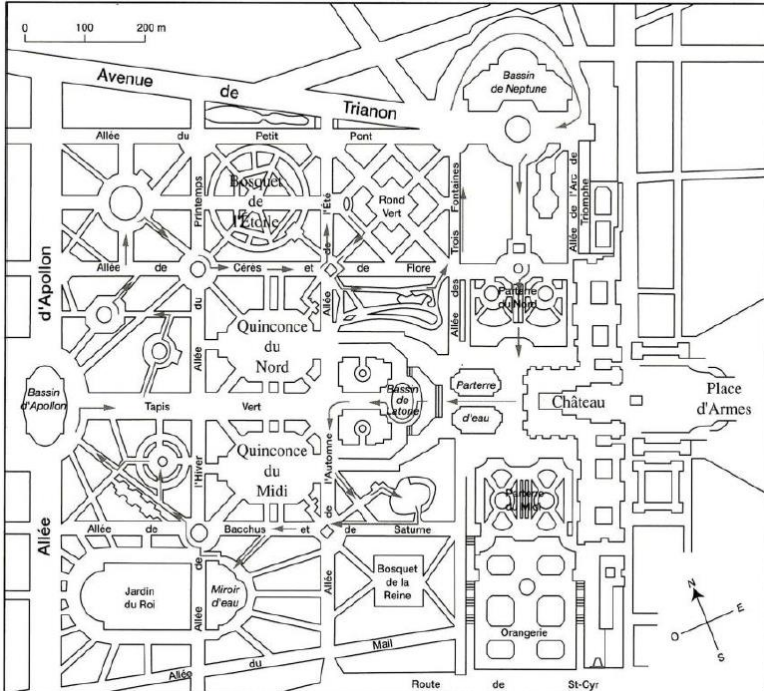 0 100 200 m
Avenue de Trianon
Bassin
de Neptune
Allée du Petit Pont
Allée de l'Arc de
Triomphe
Bosquet
de
l'Étoile
Rond
Vert
Allée des Trois Fontaines
Allée du Printemps
Allée de l'Été
Allée de Cérès et de Flore
Allée d'Apollon
Parterre
du Nord
Quinconce
du
Nord
Bassin
d'Apollon
Tapis Vert
Bassin
de
Latone
Parterre
d'eau
Château
Place
d'Armes
Quinconce
du
Midi
Allée de l'Hiver
Allée de l'Automne
Parterre
du Midi
Allée de Bacchus et de Saturne
Jardin
du Roi
Miroir
d'eau
Bosquet
de la
Reine
Orangerie
Allée du Mail
Route de St-Cyr
N
E
S
O